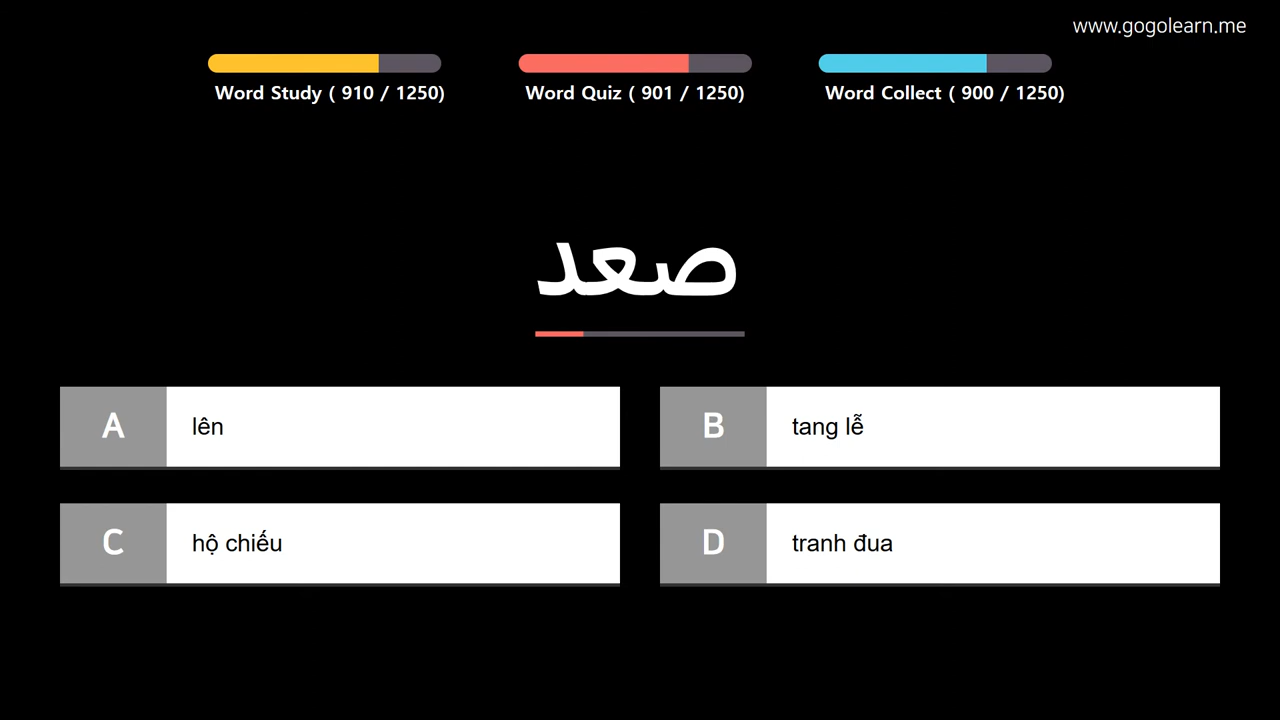 www.gogolearn.me
Word Study ( 910 / 1250)
Word Quiz ( 901 / 1250)
Word Collect ( 900 / 1250)
صعد
A lên
B tang lễ
C hộ chiếu
D tranh đua